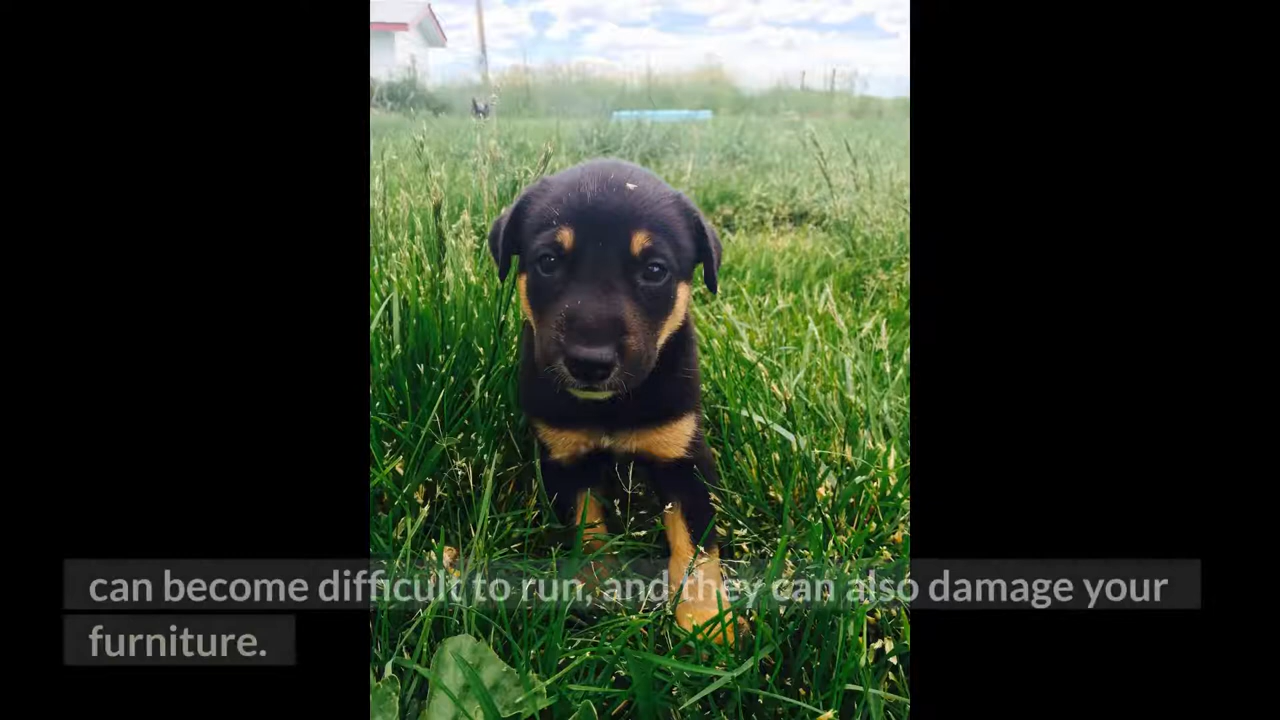 can become difficult to run, and they can also damage your
furniture.